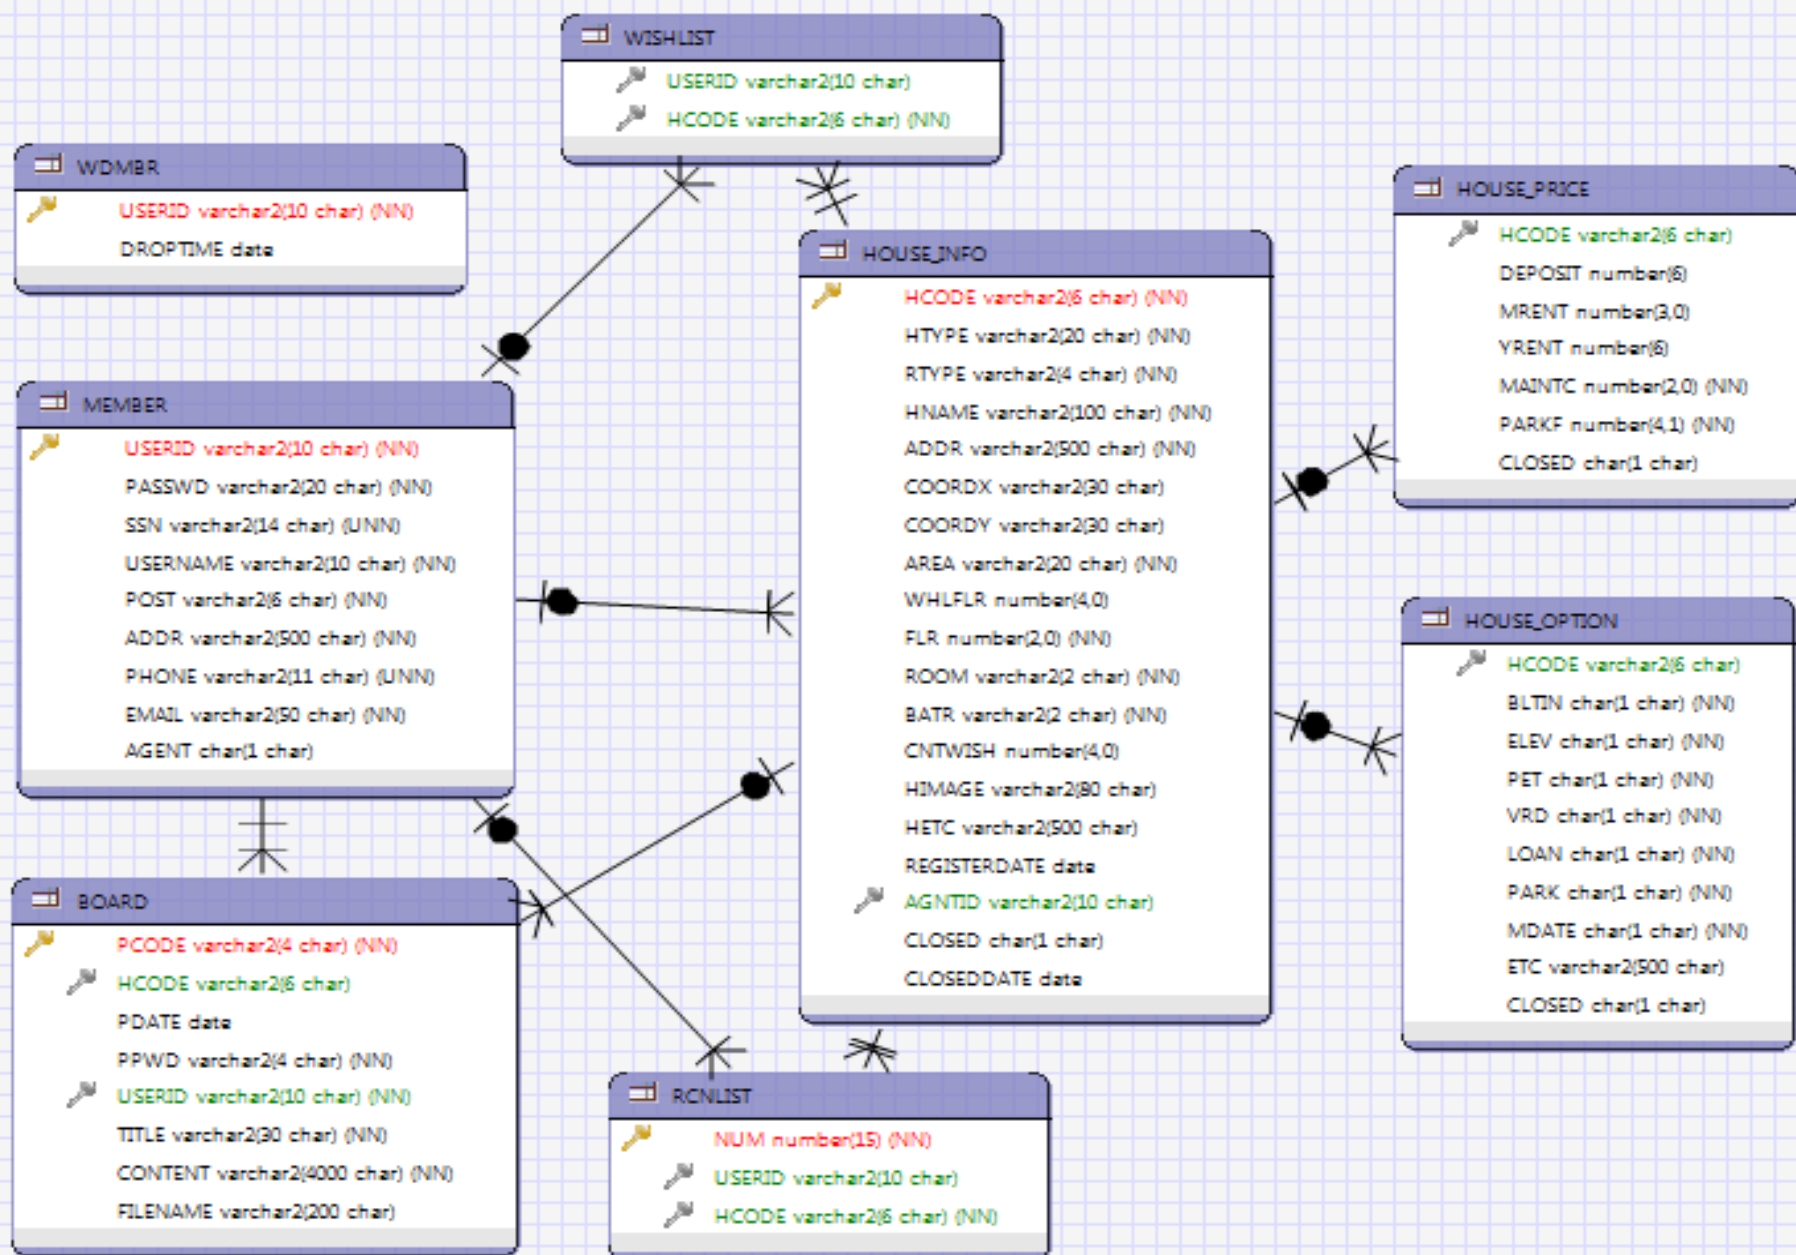 WISHLIST
USERID varchar2(10 char)
HCODE varchar2(6 char) (NN)
WDMBR
USERID varchar2(10 char) (NN)
DROPTIME date
MEMBER
USERID varchar2(10 char) (NN)
PASSWD varchar2(20 char) (NN)
SSN varchar2(14 char) (UNN)
USERNAME varchar2(10 char) (NN)
POST varchar2(6 char) (NN)
ADDR varchar2(500 char) (NN)
PHONE varchar2(11 char) (UNN)
EMAIL varchar2(50 char) (NN)
AGENT char(1 char)
BOARD
PCODE varchar2(4 char) (NN)
HCODE varchar2(6 char)
PDATE date
PPWD varchar2(4 char) (NN)
USERID varchar2(10 char) (NN)
TITLE varchar2(30 char) (NN)
CONTENT varchar2(4000 char) (NN)
FILENAME varchar2(200 char)
HOUSE_INFO
HCODE varchar2(6 char) (NN)
HTYPE varchar2(20 char) (NN)
RTYPE varchar2(4 char) (NN)
HNAME varchar2(100 char) (NN)
ADDR varchar2(500 char) (NN)
COORDX varchar2(30 char)
COORDY varchar2(30 char)
AREA varchar2(20 char) (NN)
WHLFLR number(4,0)
FLR number(2,0) (NN)
ROOM varchar2(2 char) (NN)
BATR varchar2(2 char) (NN)
CNTWISH number(4,0)
HIMAGE varchar2(80 char)
HETC varchar2(500 char)
REGISTERDATE date
AGNTID varchar2(10 char)
CLOSED char(1 char)
CLOSEDDATE date
RCNLIST
NUM number(15) (NN)
USERID varchar2(10 char)
HCODE varchar2(6 char) (NN)
HOUSE_PRICE
HCODE varchar2(6 char)
DEPOSIT number(6)
MRENT number(3,0)
YRENT number(6)
MAINTC number(2,0) (NN)
PARKF number(4,1) (NN)
CLOSED char(1 char)
HOUSE_OPTION
HCODE varchar2(6 char)
BLTIN char(1 char) (NN)
ELEV char(1 char) (NN)
PET char(1 char) (NN)
VRD char(1 char) (NN)
LOAN char(1 char) (NN)
PARK char(1 char) (NN)
MDATE char(1 char) (NN)
ETC varchar2(500 char)
CLOSED char(1 char)